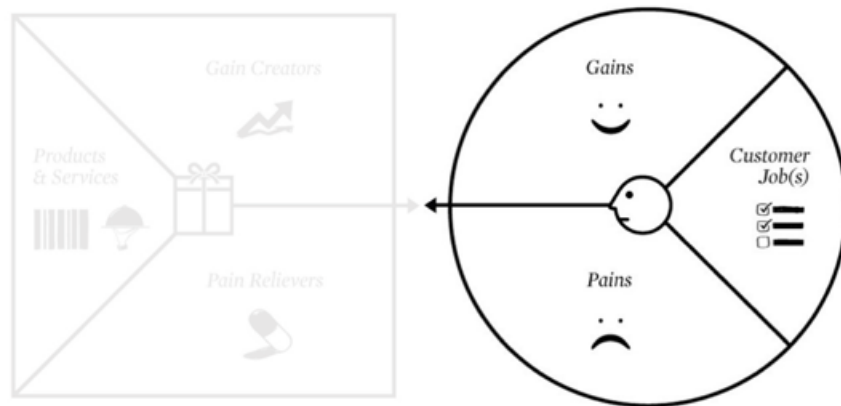 Gain Creators
Products
& Services
Pain Relievers
Gains
Customer
Job(s)
Pains